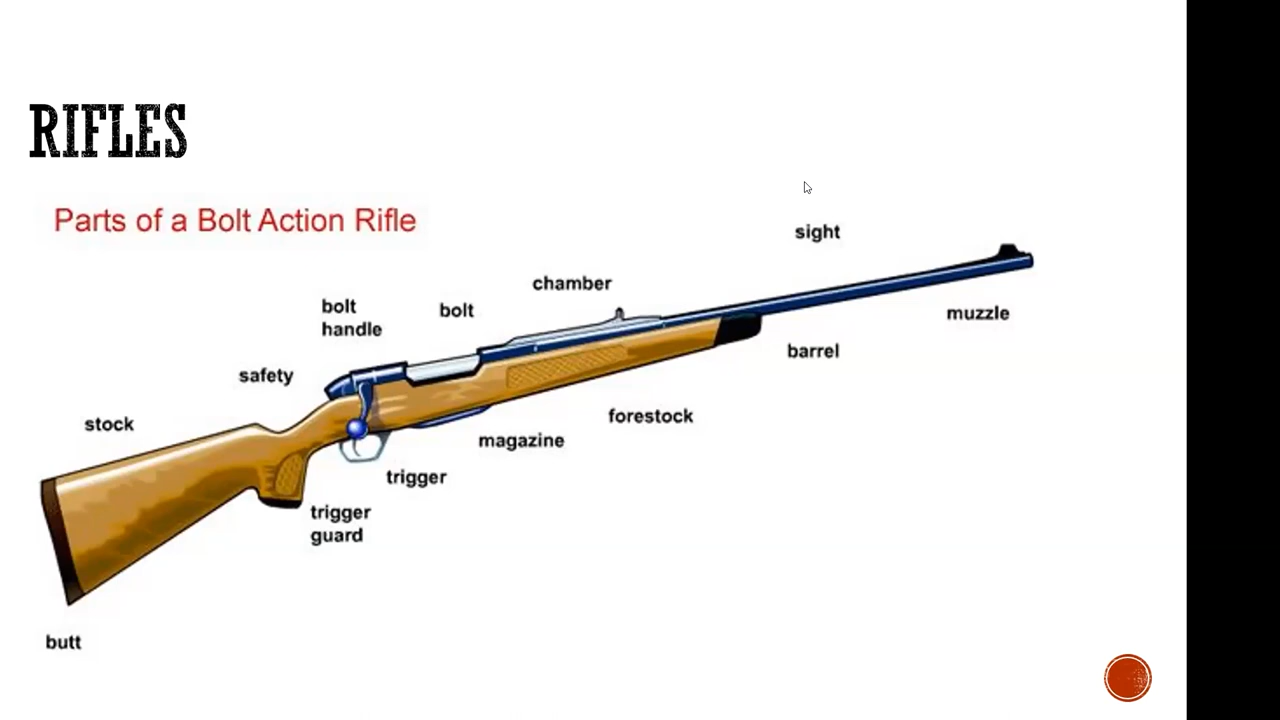 RIFLES
Parts of a Bolt Action Rifle
sight
chamber
bolt
handle
bolt
muzzle
barrel
safety
forestock
stock
magazine
trigger
trigger
guard
butt